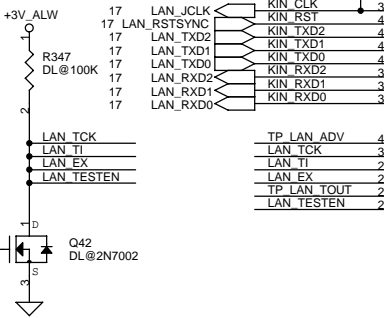 +3V_ALW
1
R347
DL@100K
2
LAN_TCK
LAN_TI
LAN_EX
LAN_TESTEN
1
D
Q42
DL@2N7002
S
3
17 LAN_JCLK KIN_CLK 3
17 LAN_RSTSYNC KIN_RST 4
17 LAN_TXD2 KIN_TXD2 4
17 LAN_TXD1 KIN_TXD1 4
17 LAN_TXD0 KIN_TXD0 4
17 LAN_RXD2 KIN_RXD2 3
17 LAN_RXD1 KIN_RXD1 3
17 LAN_RXD0 KIN_RXD0 3
TP_LAN_ADV 4
LAN_TCK 3
LAN_TI 2
LAN_EX 2
TP_LAN_TOUT 2
LAN_TESTEN 2